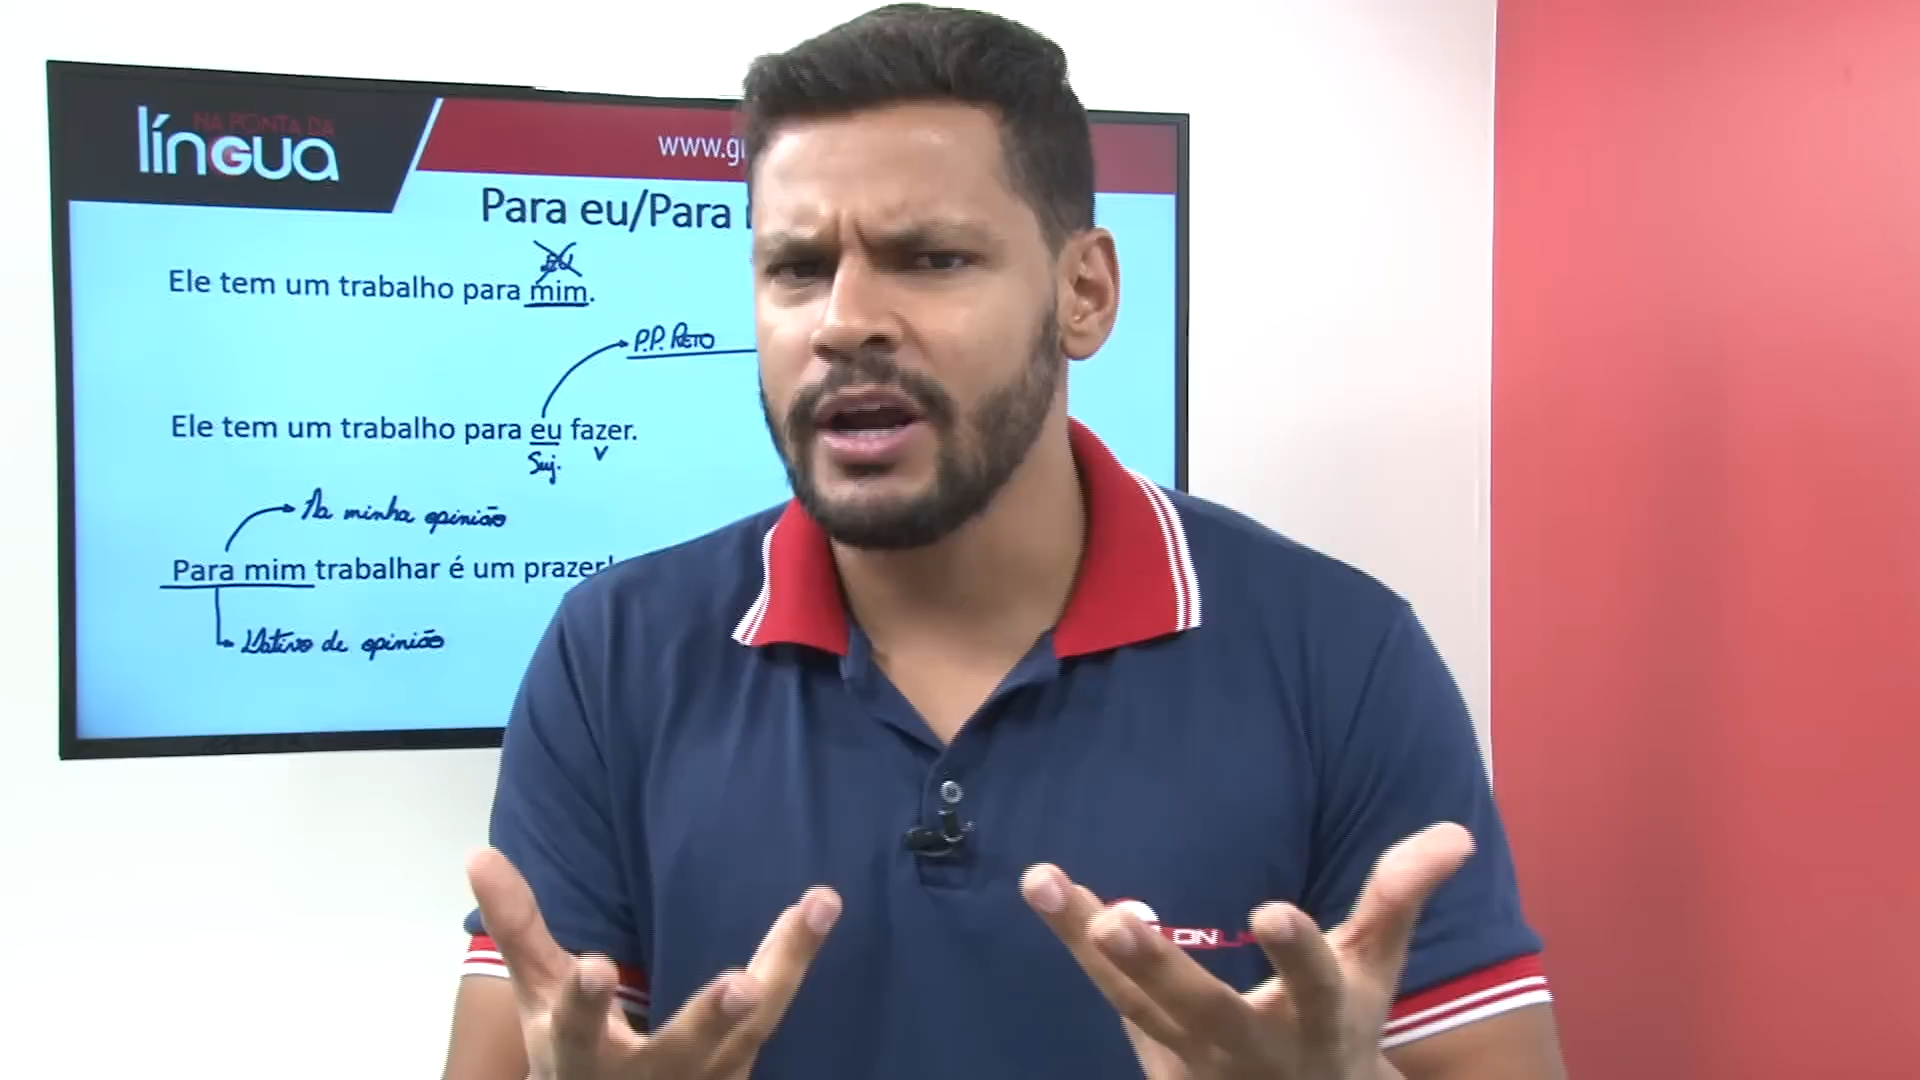 NA PONTA DA
línGUA
www.g
Para eu/Para
EU
Ele tem um trabalho para mim.
P.P. RETO
Ele tem um trabalho para eu fazer.
Suj. V
Na minha opinião
Para mim trabalhar é um prazer!
Dativo de opinião
ONL